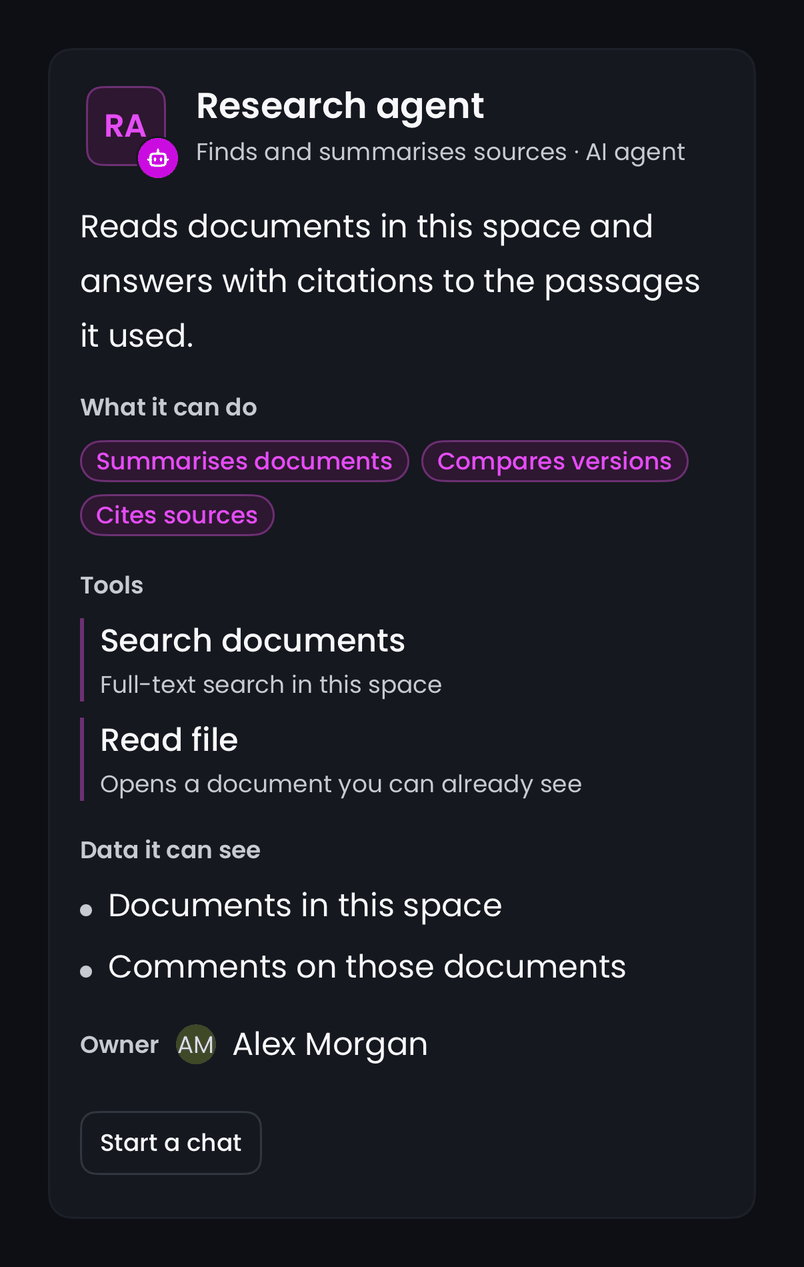 RA
Research agent
Finds and summarises sources · AI agent
Reads documents in this space and
answers with citations to the passages
it used.
What it can do
Summarises documents
Compares versions
Cites sources
Tools
Search documents
Full-text search in this space
Read file
Opens a document you can already see
Data it can see
Documents in this space
Comments on those documents
Owner AM Alex Morgan
Start a chat